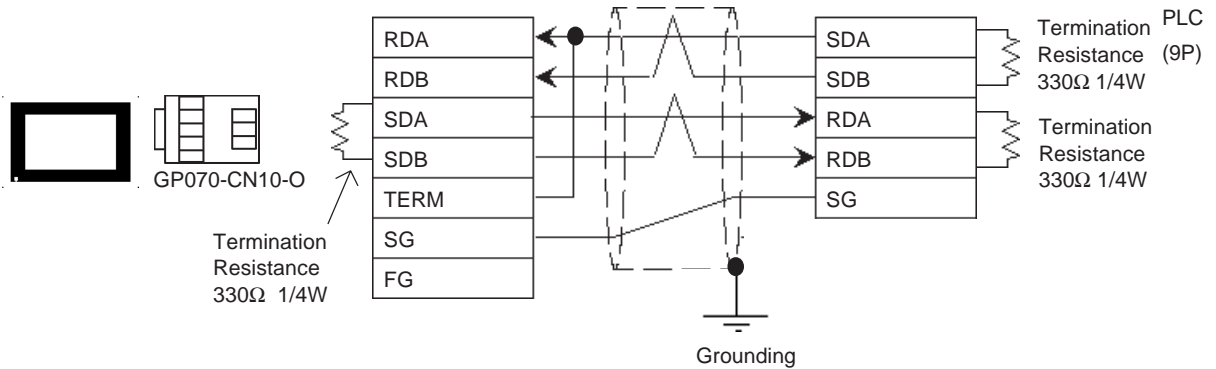 RDA
RDB
SDA
SDB
TERM
SG
FG
GP070-CN10-O
Termination
Resistance
330Ω 1/4W
SDA
SDB
RDA
RDB
SG
Termination
Resistance
330Ω 1/4W
PLC
(9P)
Termination
Resistance
330Ω 1/4W
Grounding